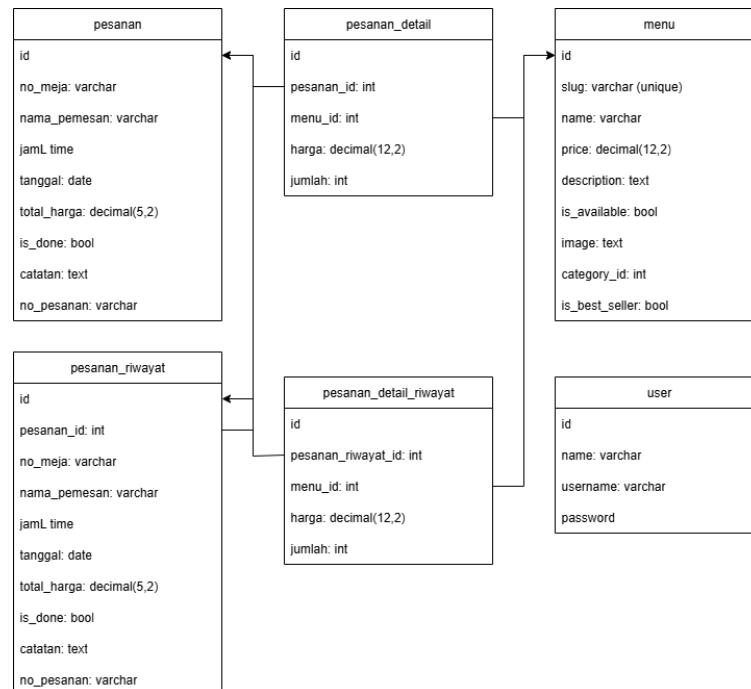 pesanan
id
no_meja: varchar
nama_pemesan: varchar
jamL time
tanggal: date
total_harga: decimal(5,2)
is_done: bool
catatan: text
no_pesanan: varchar
pesanan_detail
id
pesanan_id: int
menu_id: int
harga: decimal(12,2)
jumlah: int
menu
id
slug: varchar (unique)
name: varchar
price: decimal(12,2)
description: text
is_available: bool
image: text
category_id: int
is_best_seller: bool
pesanan_riwayat
id
pesanan_id: int
no_meja: varchar
nama_pemesan: varchar
jamL time
tanggal: date
total_harga: decimal(5,2)
is_done: bool
catatan: text
no_pesanan: varchar
pesanan_detail_riwayat
id
pesanan_riwayat_id: int
menu_id: int
harga: decimal(12,2)
jumlah: int
user
id
name: varchar
username: varchar
password